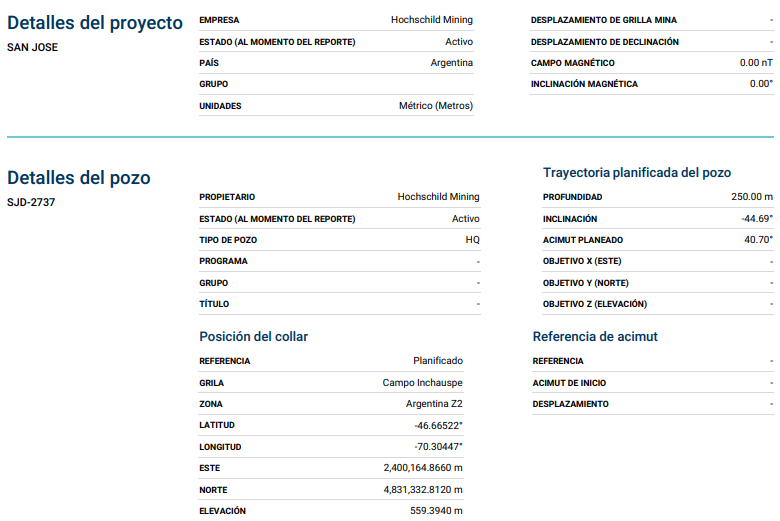 Detalles del proyecto
SAN JOSE
EMPRESA Hochschild Mining
ESTADO (AL MOMENTO DEL REPORTE) Activo
PAÍS Argentina
GRUPO
UNIDADES Métrico (Metros)
DESPLAZAMIENTO DE GRILLA MINA -
DESPLAZAMIENTO DE DECLINACIÓN -
CAMPO MAGNÉTICO 0.00 nT
INCLINACIÓN MAGNÉTICA 0.00°
Detalles del pozo
SJD-2737
PROPIETARIO Hochschild Mining
ESTADO (AL MOMENTO DEL REPORTE) Activo
TIPO DE POZO HQ
PROGRAMA -
GRUPO -
TÍTULO -
Trayectoria planificada del pozo
PROFUNDIDAD 250.00 m
INCLINACIÓN -44.69°
ACIMUT PLANEADO 40.70°
OBJETIVO X (ESTE) -
OBJETIVO Y (NORTE) -
OBJETIVO Z (ELEVACIÓN) -
Posición del collar
REFERENCIA Planificado
GRILA Campo Inchauspe
ZONA Argentina Z2
LATITUD -46.66522°
LONGITUD -70.30447°
ESTE 2,400,164.8660 m
NORTE 4,831,332.8120 m
ELEVACIÓN 559.3940 m
Referencia de acimut
REFERENCIA -
ACIMUT DE INICIO -
DESPLAZAMIENTO -